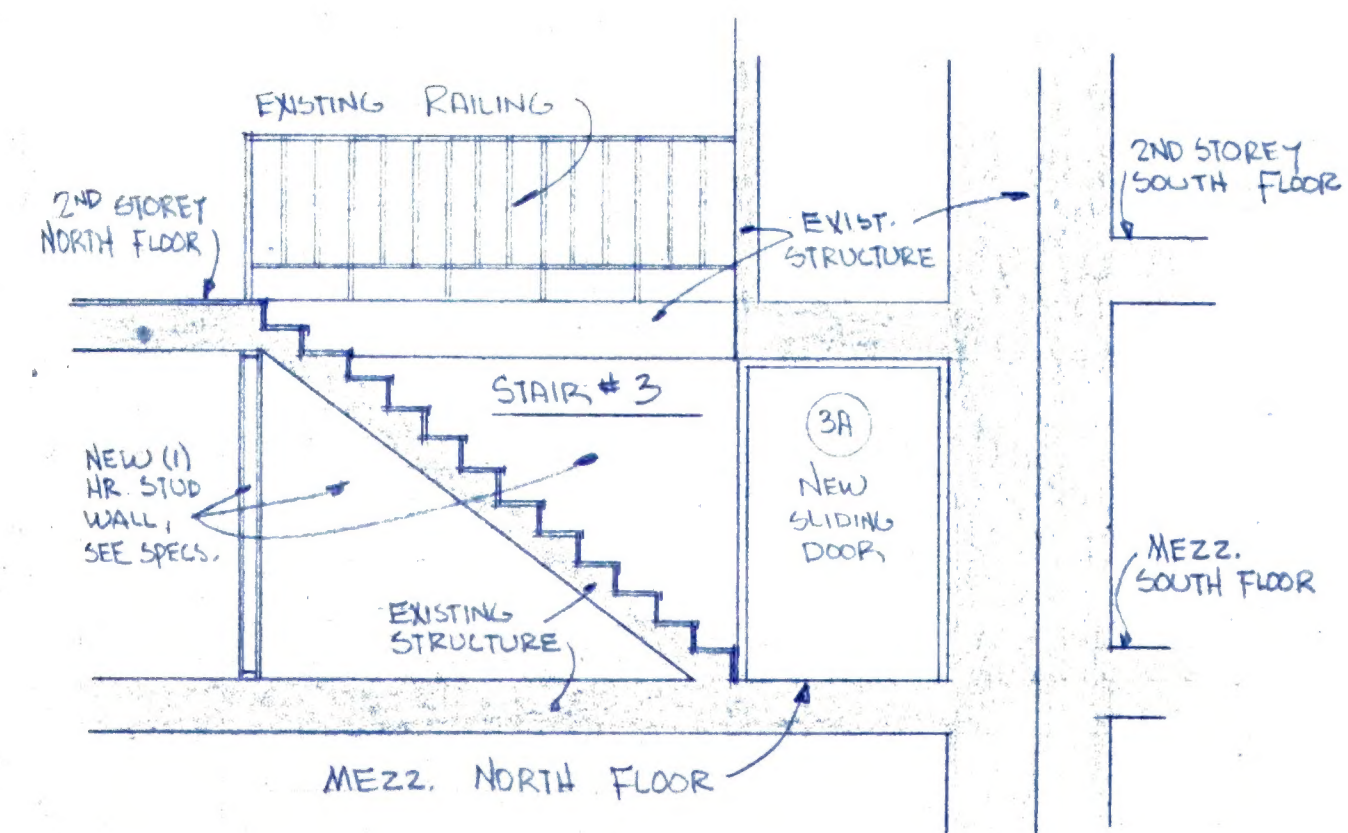 EXISTING RAILING
2ND STOREY
SOUTH FLOOR
2ND STOREY
NORTH FLOOR
EXIST.
STRUCTURE
STAIR #3
3A
NEW
SLIDING
DOOR
NEW (1)
HR. STUD
WALL,
SEE SPECS.
MEZZ.
SOUTH FLOOR
EXISTING
STRUCTURE
MEZZ. NORTH FLOOR